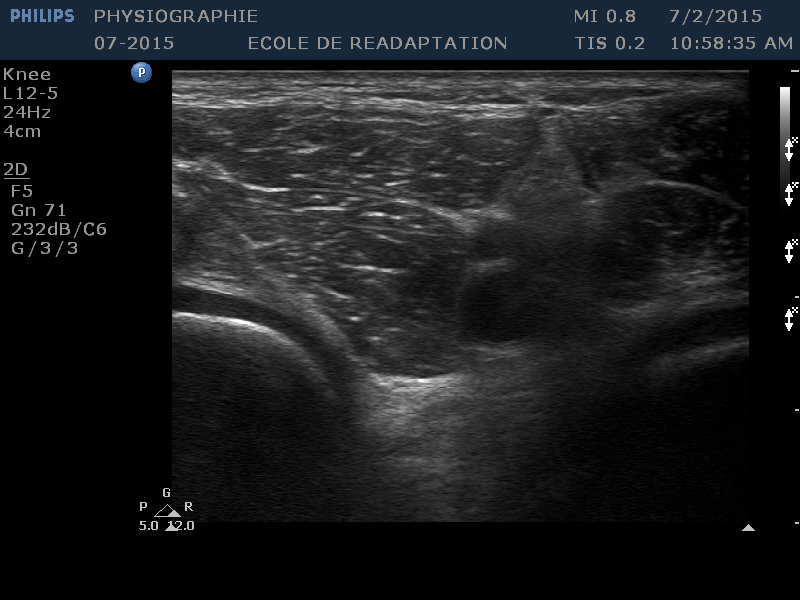 PHILIPS PHYSIOGRAPHIE MI 0.8 7/2/2015
07-2015 ECOLE DE READAPTATION TIS 0.2 10:58:35 AM
Knee
P
L12-5
24Hz
4cm
2D
F5
Gn 71
232dB/C6
G/3/3
G
P R
5.0 12.0